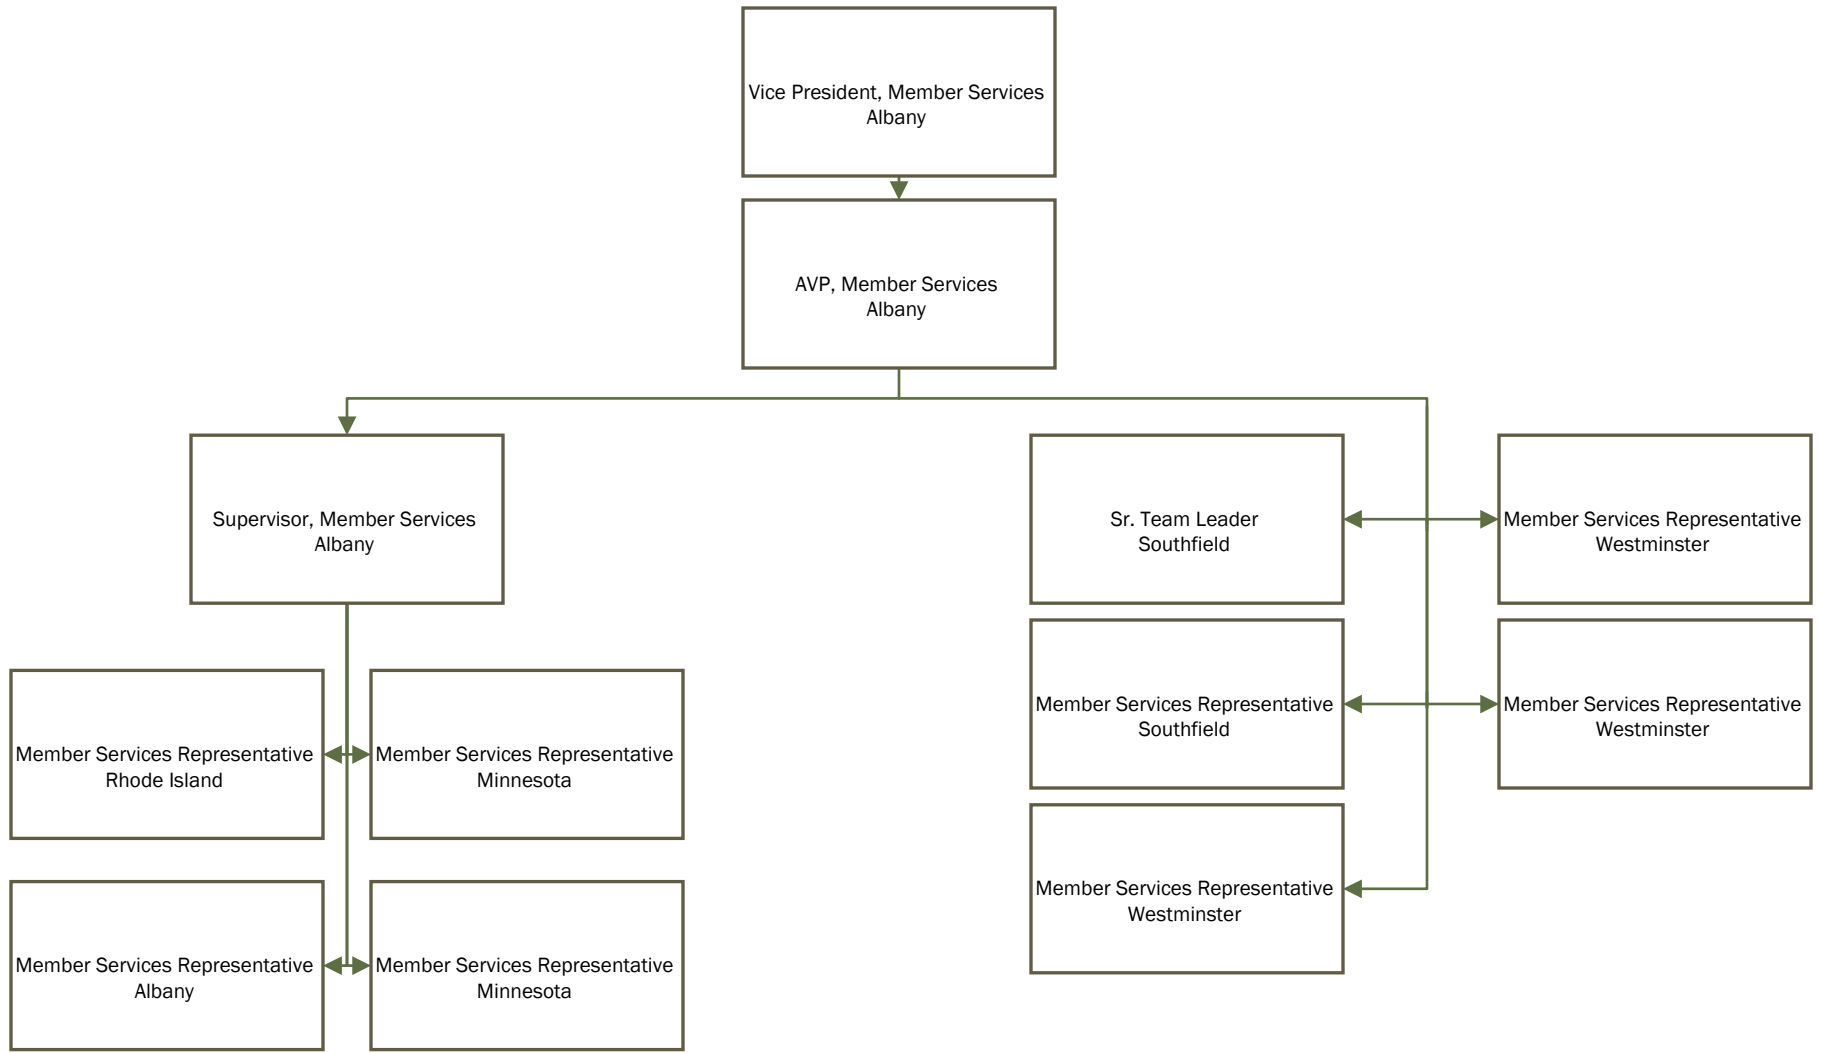 Vice President, Member Services
Albany
AVP, Member Services
Albany
Supervisor, Member Services
Albany
Sr. Team Leader
Southfield
Member Services Representative
Westminster
Member Services Representative
Southfield
Member Services Representative
Westminster
Member Services Representative
Rhode Island
Member Services Representative
Minnesota
Member Services Representative
Westminster
Member Services Representative
Albany
Member Services Representative
Minnesota